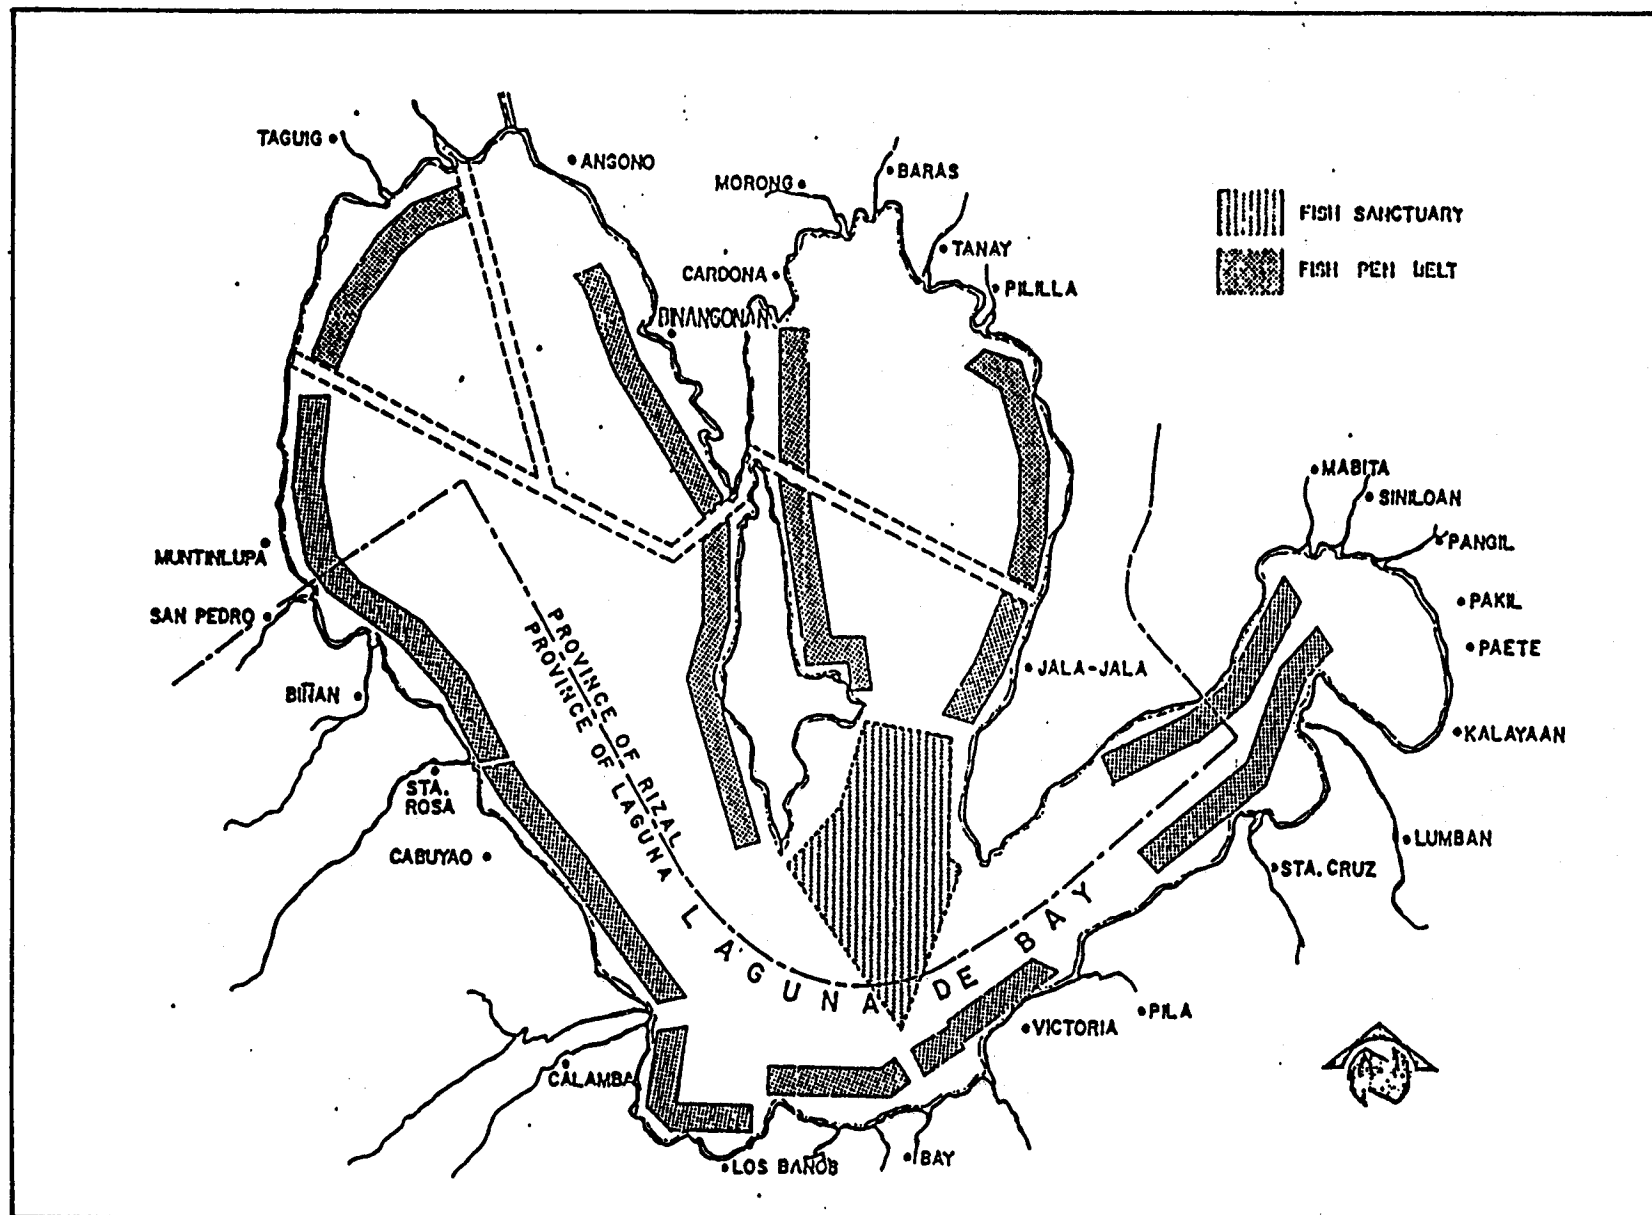 TAGUIG
ANGONO
MORONG
BARAS
TANAY
CARDONA
PILILLA
BINANGONAN
FISH SANCTUARY
FISH PEN BELT
MABITA
SINILOAN
PANGIL
PAKIL
PAETE
KALAYAAN
LUMBAN
STA. CRUZ
MUNTINLUPA
SAN PEDRO
BIÑAN
STA.
ROSA
CABUYAO
JALA-JALA
PROVINCE OF RIZAL
PROVINCE OF LAGUNA
LAGUNA DE BAY
VICTORIA
PILA
CALAMBA
LOS BAÑOS
BAY